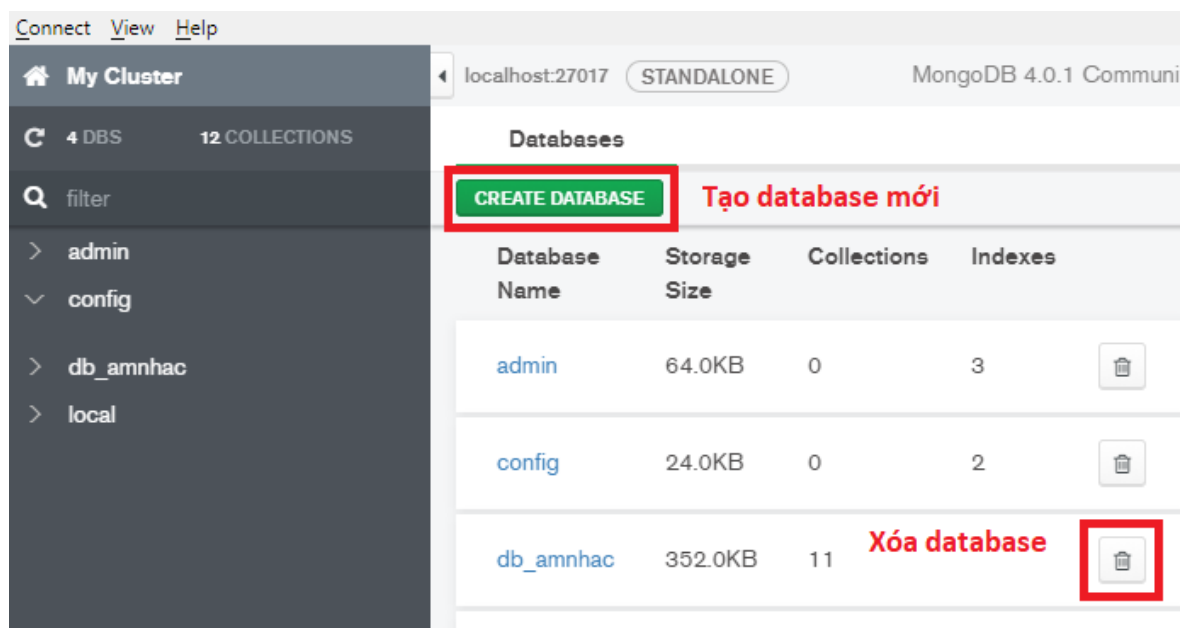 Connect View Help
My Cluster
localhost:27017 STANDALONE MongoDB 4.0.1 Communi
4 DBS 12 COLLECTIONS
Databases
filter
CREATE DATABASE Tạo database mới
admin
config
db_amnhac
local
Database Name Storage Size Collections Indexes
admin 64.0KB 0 3
config 24.0KB 0 2
Xóa database
db_amnhac 352.0KB 11